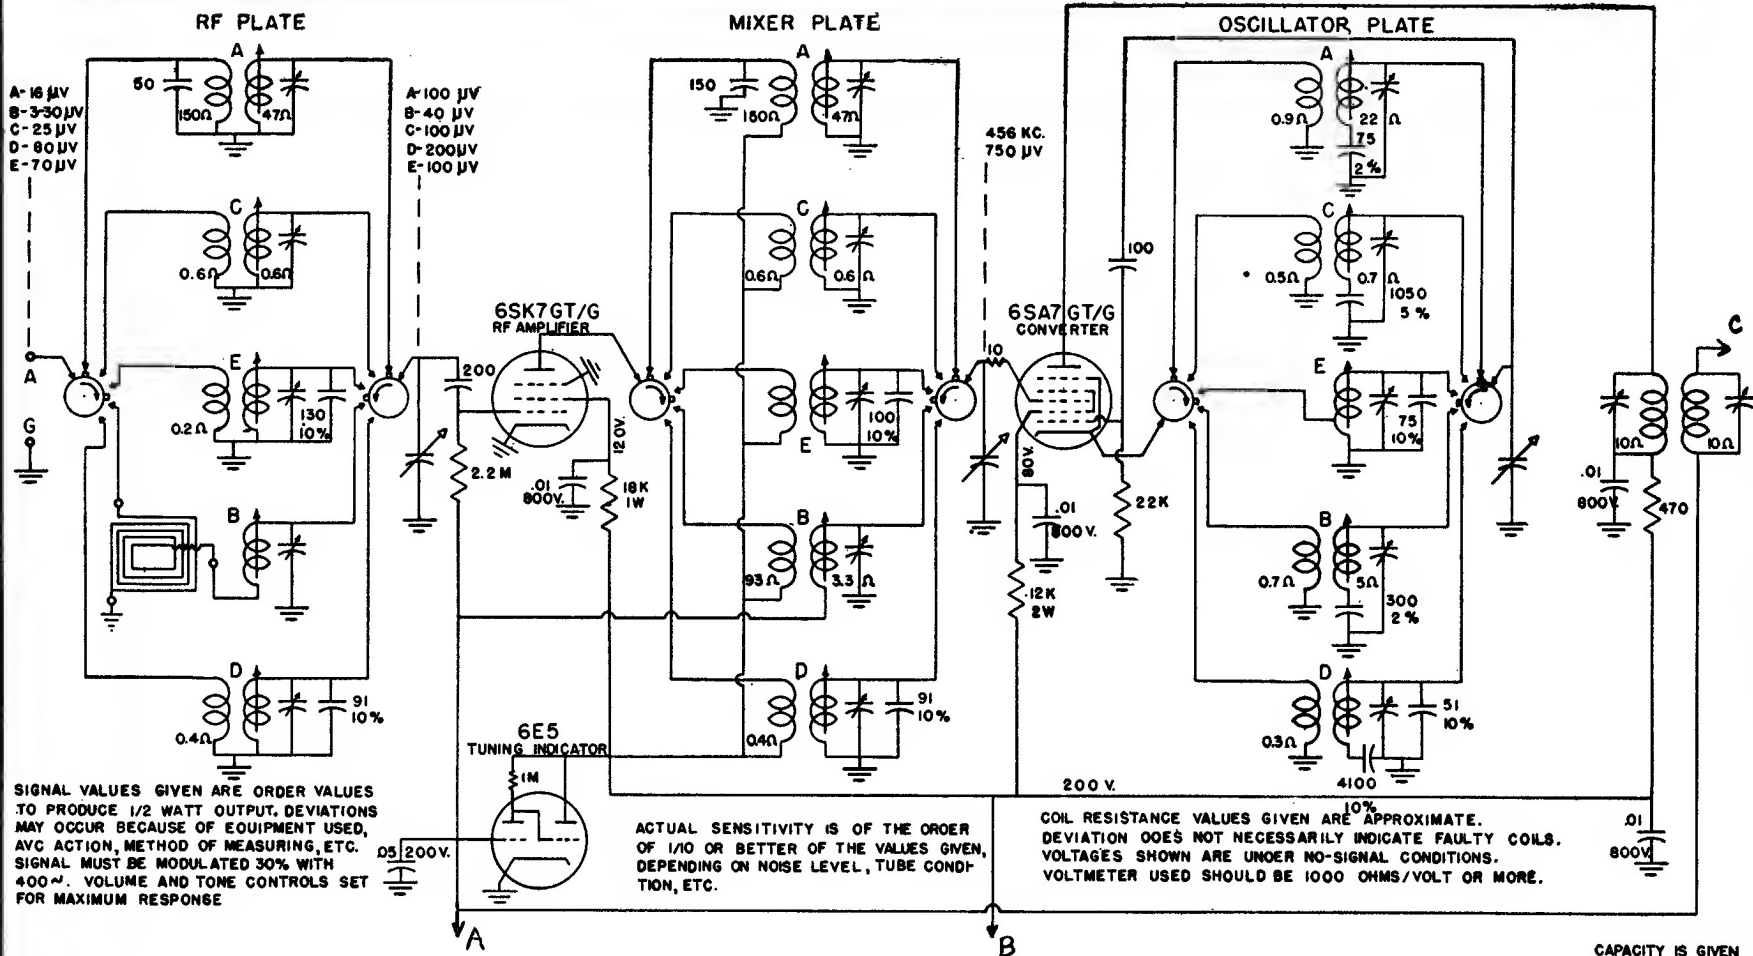 RF PLATE
MIXER PLATE
OSCILLATOR PLATE
A-16 µV
B-3-30 µV
C-25 µV
D-80 µV
E-70 µV
A
50
150Ω
47Ω
A-100 µV
B-40 µV
C-100 µV
D-200 µV
E-100 µV
A
150
150Ω
47Ω
456 KC.
750 µV
A
0.9Ω
22 Ω
75
2%
C
0.6Ω
0.6Ω
C
0.6Ω
0.6 Ω
100
C
0.5Ω
0.7 Ω
1050
5 %
6SK7GT/G
RF AMPLIFIER
6SA7GT/G
CONVERTER
10
C
A
G
E
0.2Ω
130
10%
200
2.2 M
120V.
.01
800V.
18K
1W
100
10%
E
80V.
.01
800V.
22K
E
75
10%
10Ω
10Ω
.01
800V.
470
B
B
93Ω
3.3 Ω
12K
2W
B
0.7Ω
5Ω
300
2 %
D
0.4Ω
91
10%
D
0.4Ω
91
10%
D
0.3Ω
51
10%
4100
10%
6E5
TUNING INDICATOR
1M
.05 200V.
200 V.
.01
800V.
SIGNAL VALUES GIVEN ARE ORDER VALUES
TO PRODUCE 1/2 WATT OUTPUT. DEVIATIONS
MAY OCCUR BECAUSE OF EQUIPMENT USED,
AVC ACTION, METHOD OF MEASURING, ETC.
SIGNAL MUST BE MODULATED 30% WITH
400~. VOLUME AND TONE CONTROLS SET
FOR MAXIMUM RESPONSE
ACTUAL SENSITIVITY IS OF THE ORDER
OF 1/10 OR BETTER OF THE VALUES GIVEN,
DEPENDING ON NOISE LEVEL, TUBE CONDI-
TION, ETC.
COIL RESISTANCE VALUES GIVEN ARE APPROXIMATE.
DEVIATION DOES NOT NECESSARILY INDICATE FAULTY COILS.
VOLTAGES SHOWN ARE UNDER NO-SIGNAL CONDITIONS.
VOLTMETER USED SHOULD BE 1000 OHMS/VOLT OR MORE.
A
B
CAPACITY IS GIVEN